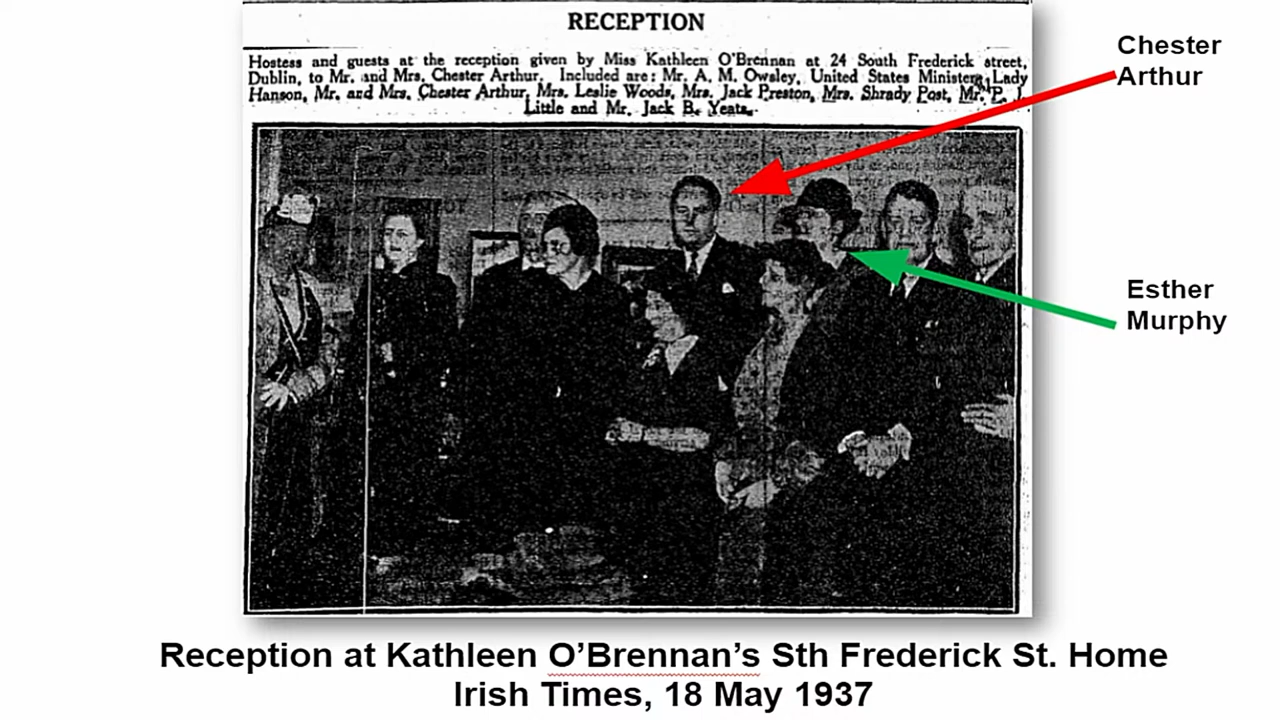 RECEPTION
Hostess and guests at the reception given by Miss Kathleen O'Brennan at 24 South Frederick street,
Dublin, to Mr. and Mrs. Chester Arthur. Included are: Mr. A. M. Owsley, United States Minister; Lady
Hanson, Mr. and Mrs. Chester Arthur, Mrs. Leslie Woods, Mrs. Jack Preston, Mrs. Shrady Post, Mr. P. J.
Little and Mr. Jack B. Yeats.
Chester
Arthur
Esther
Murphy
Reception at Kathleen O’Brennan’s Sth Frederick St. Home
Irish Times, 18 May 1937